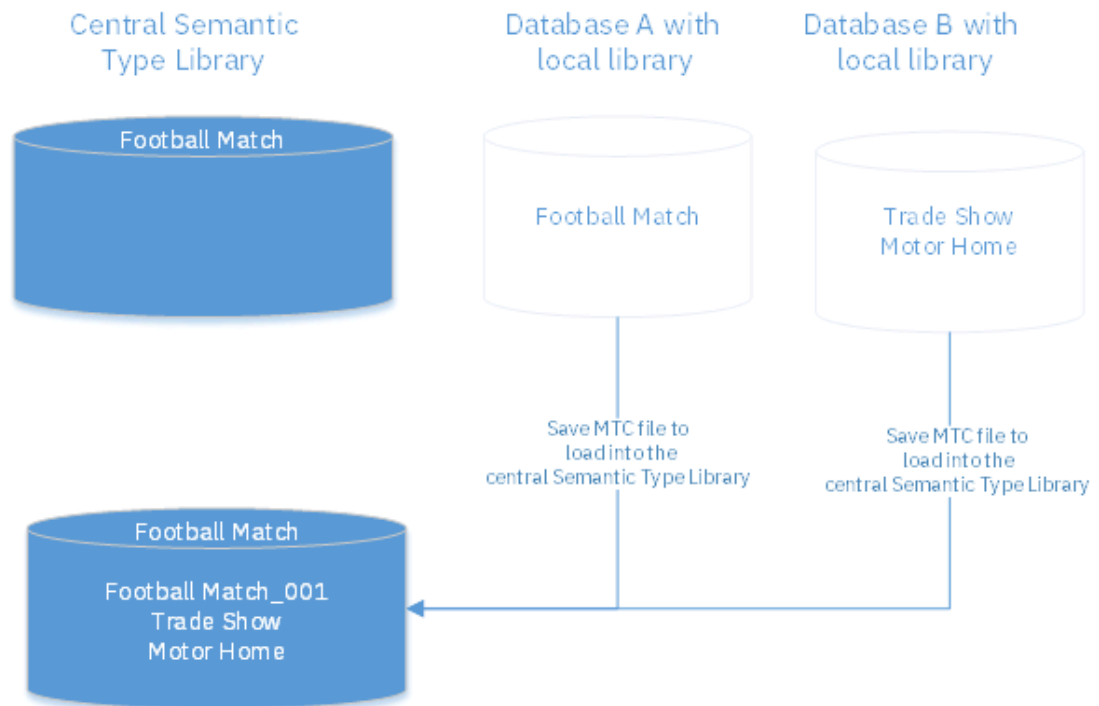 Central Semantic
Type Library
Database A with
local library
Database B with
local library
Football Match
Football Match
Trade Show
Motor Home
Save MTC file to
load into the
central Semantic Type Library
Save MTC file to
load into the
central Semantic Type Library
Football Match
Football Match_001
Trade Show
Motor Home